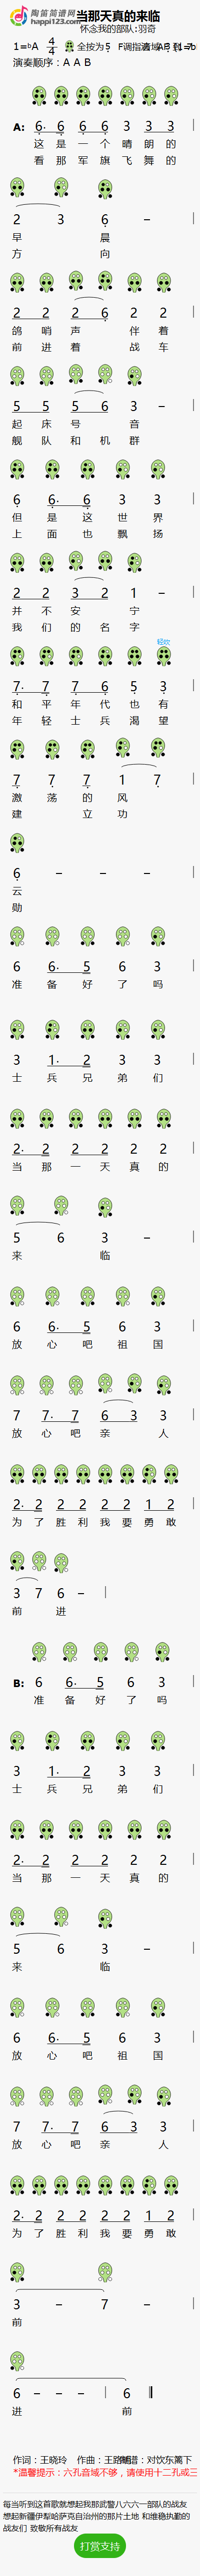 陶笛简谱网
happi123.com
当那天真的来临
怀念我的部队:羽奇
1=♭A 4/4 全按为5
演奏顺序：A A B
A: 6· 6 6 6 3 3 3
这 是 一 个 晴 朗 的
看 那 军 旗 飞 舞 的
2 3 6 -
早 晨
方 向
2 2 2 6 2 2
鸽 哨 声 伴 着
前 进 着 战 车
5 5 5 6 3 -
起 床 号 音
舰 队 和 机 群
6 6· 6 3 3
但 是 这 世 界
上 面 也 飘 扬
2 2 3 2 1 -
并 不 安 宁
我 们 的 名 字
轻吹
7· 7 7 6 5 3
和 平 年 代 也 有
年 轻 士 兵 渴 望
7 7 7 1 7
激 荡 的 风
建 立 功
6 - - -
云
勋
6 6· 5 6 3
准 备 好 了 吗
3 1· 2 3 3
士 兵 兄 弟 们
2· 2 2 2 2 2
当 那 一 天 真 的
5 6 3 -
来 临
6 6· 5 6 3
放 心 吧 祖 国
7 7· 7 6 3 3
放 心 吧 亲 人
2· 2 2 2 2 2 1 2
为 了 胜 利 我 要 勇 敢
3 7 6 -
前 进
B: 6 6· 5 6 3
准 备 好 了 吗
3 1· 2 3 3
士 兵 兄 弟 们
2· 2 2 2 2 2
当 那 一 天 真 的
5 6 3 -
来 临
6 6· 5 6 3
放 心 吧 祖 国
7 7· 7 6 3 3
放 心 吧 亲 人
2· 2 2 2 2 2 1 2
为 了 胜 利 我 要 勇 敢
3 - 7 -
前
6 - - - 6
进 前
作词：王晓玲 作曲：王路明 制谱：对饮东篱下
*温馨提示：六孔音域不够，请使用十二孔或三
每当听到这首歌就想起我那武警八六六一部队的战友
想起新疆伊犁哈萨克自治州的那片土地 和维稳执勤的
战友们 致敬所有战友
打赏支持